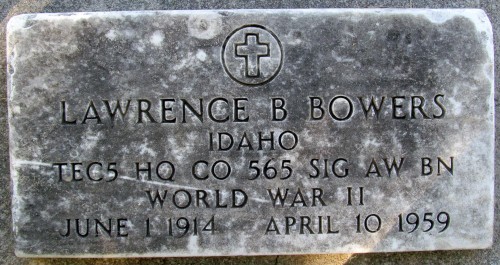 LAWRENCE B BOWERS
IDAHO
TEC5 HQ CO 565 SIG AW BN
WORLD WAR II
JUNE 1 1914 APRIL 10 1959